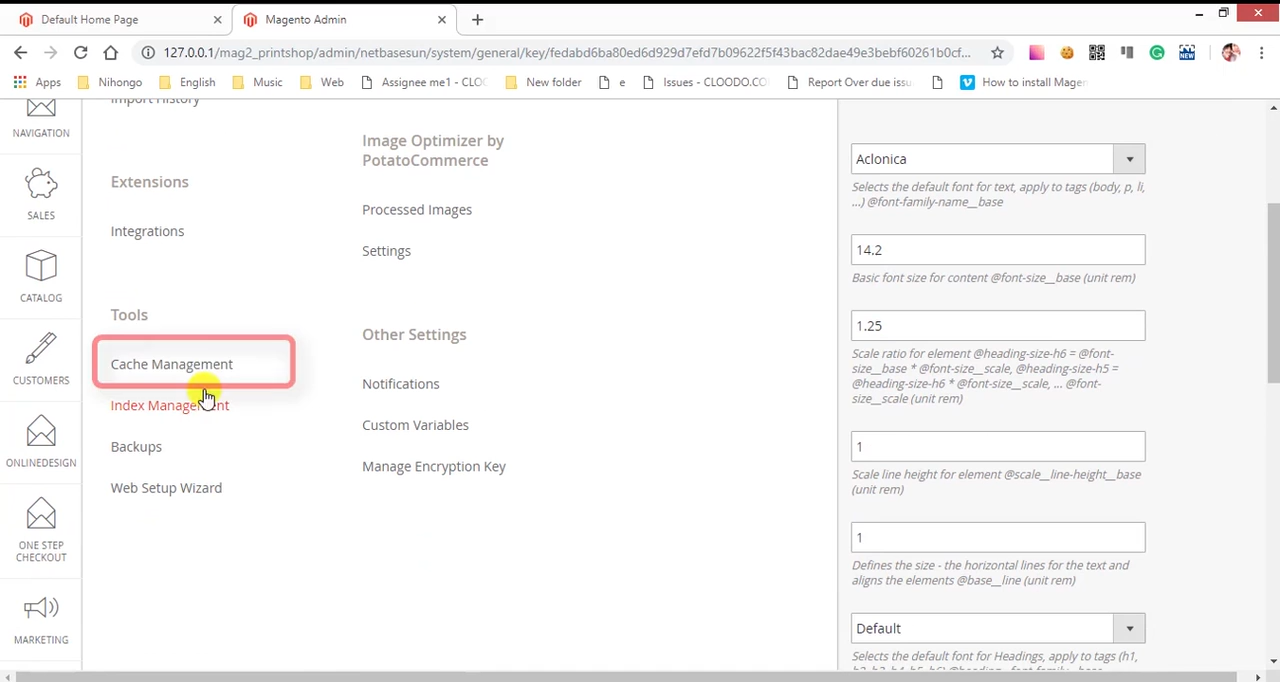 Default Home Page
Magento Admin
127.0.0.1/mag2_printshop/admin/netbasesun/system/general/key/fedabd6ba80ed6d929d7efd7b09622f5f43bac82dae49e3bebf60261b0cf...
Apps
Nihongo
English
Music
Web
Assignee me1 - CLOO
New folder
e
Issues - CLOODO.CO
Report Over due issu
How to install Magen
NEW
NAVIGATION
SALES
CATALOG
CUSTOMERS
ONLINEDESIGN
ONE STEP
CHECKOUT
MARKETING
Import History
Extensions
Integrations
Tools
Cache Management
Index Management
Backups
Web Setup Wizard
Image Optimizer by
PotatoCommerce
Processed Images
Settings
Other Settings
Notifications
Custom Variables
Manage Encryption Key
Aclonica
Selects the default font for text, apply to tags (body, p, li,
...) @font-family-name__base
14.2
Basic font size for content @font-size__base (unit rem)
1.25
Scale ratio for element @heading-size-h6 = @font-
size__base * @font-size__scale, @heading-size-h5 =
@heading-size-h6 * @font-size__scale, ... @font-
size__scale (unit rem)
1
Scale line height for element @scale__line-height__base
(unit rem)
1
Defines the size - the horizontal lines for the text and
aligns the elements @base__line (unit rem)
Default
Selects the default font for Headings, apply to tags (h1,